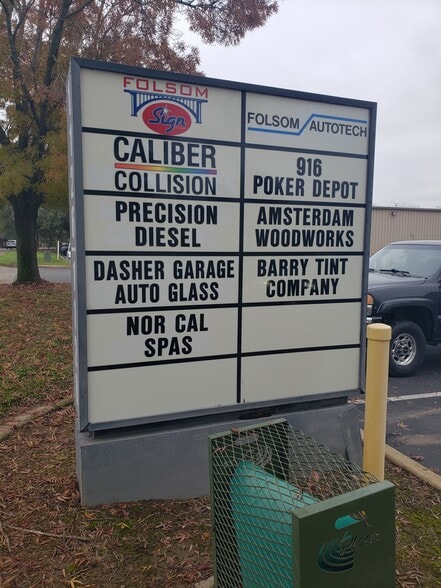 FOLSOM
Sign
CALIBER
COLLISION
PRECISION
DIESEL
DASHER GARAGE
AUTO GLASS
NOR CAL
SPAS
FOLSOM AUTOTECH
916
POKER DEPOT
AMSTERDAM
WOODWORKS
BARRY TINT
COMPANY